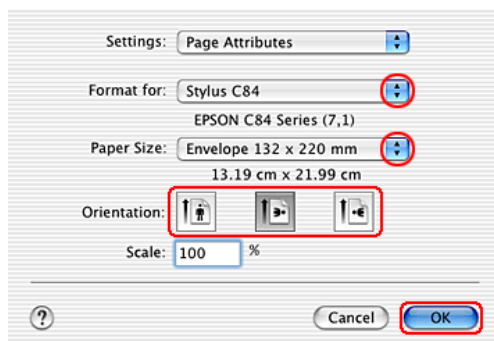 Settings: Page Attributes
Format for: Stylus C84
EPSON C84 Series (7,1)
Paper Size: Envelope 132 x 220 mm
13.19 cm x 21.99 cm
Orientation:
Scale: 100 %
? Cancel OK